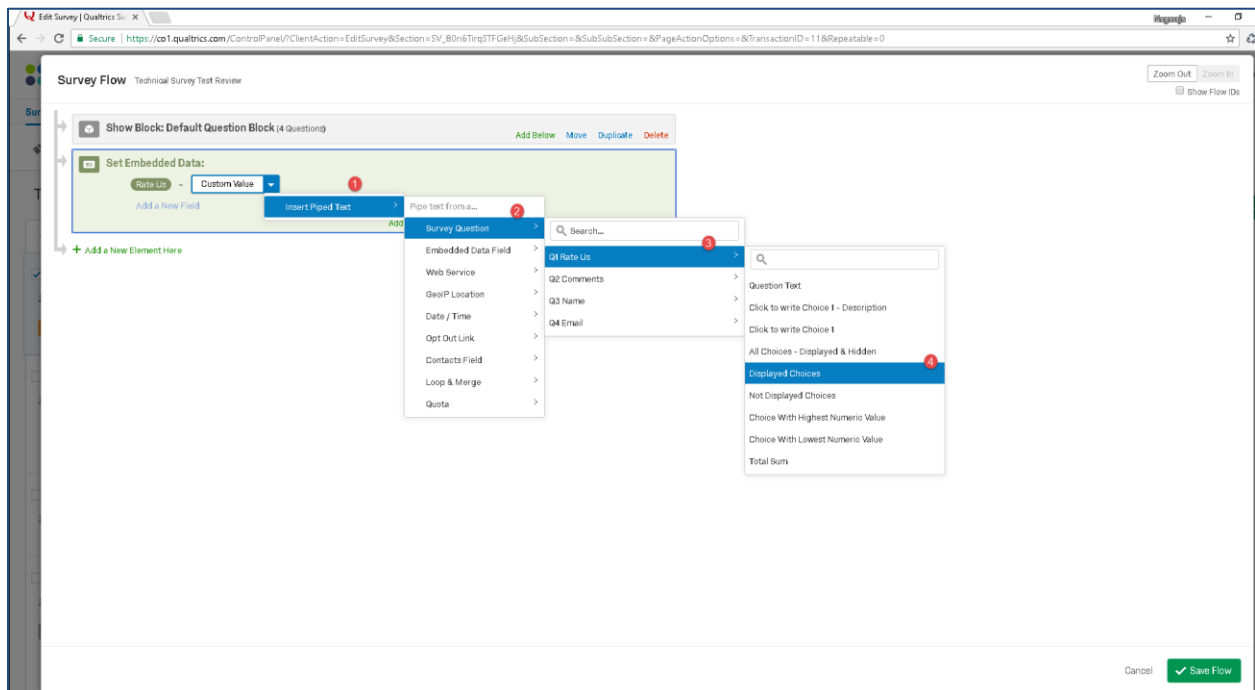 Edit Survey | Qualtrics Su
Nagaraja
Secure | https://co1.qualtrics.com/ControlPanel/?ClientAction=EditSurvey&Section=SV_80n6TirqSTFGeHj&SubSection=&SubSubSection=&PageActionOptions=&TransactionID=11&Repeatable=0
Survey Flow Technical Survey Test Review
Zoom Out Zoom In
Show Flow IDs
Sur
Show Block: Default Question Block (4 Questions)
Add Below Move Duplicate Delete
Set Embedded Data:
Rate Us - Custom Value
1
Add a New Field
Insert Piped Text
Pipe text from a...
2
Add
Survey Question
Search...
3
+ Add a New Element Here
Embedded Data Field
Q1 Rate Us
Web Service
Q2 Comments
GeoIP Location
Q3 Name
Date / Time
Q4 Email
Opt Out Link
Contacts Field
Loop & Merge
Quota
Question Text
Click to write Choice 1 - Description
Click to write Choice 1
All Choices - Displayed & Hidden
4
Displayed Choices
Not Displayed Choices
Choice With Highest Numeric Value
Choice With Lowest Numeric Value
Total Sum
Cancel Save Flow